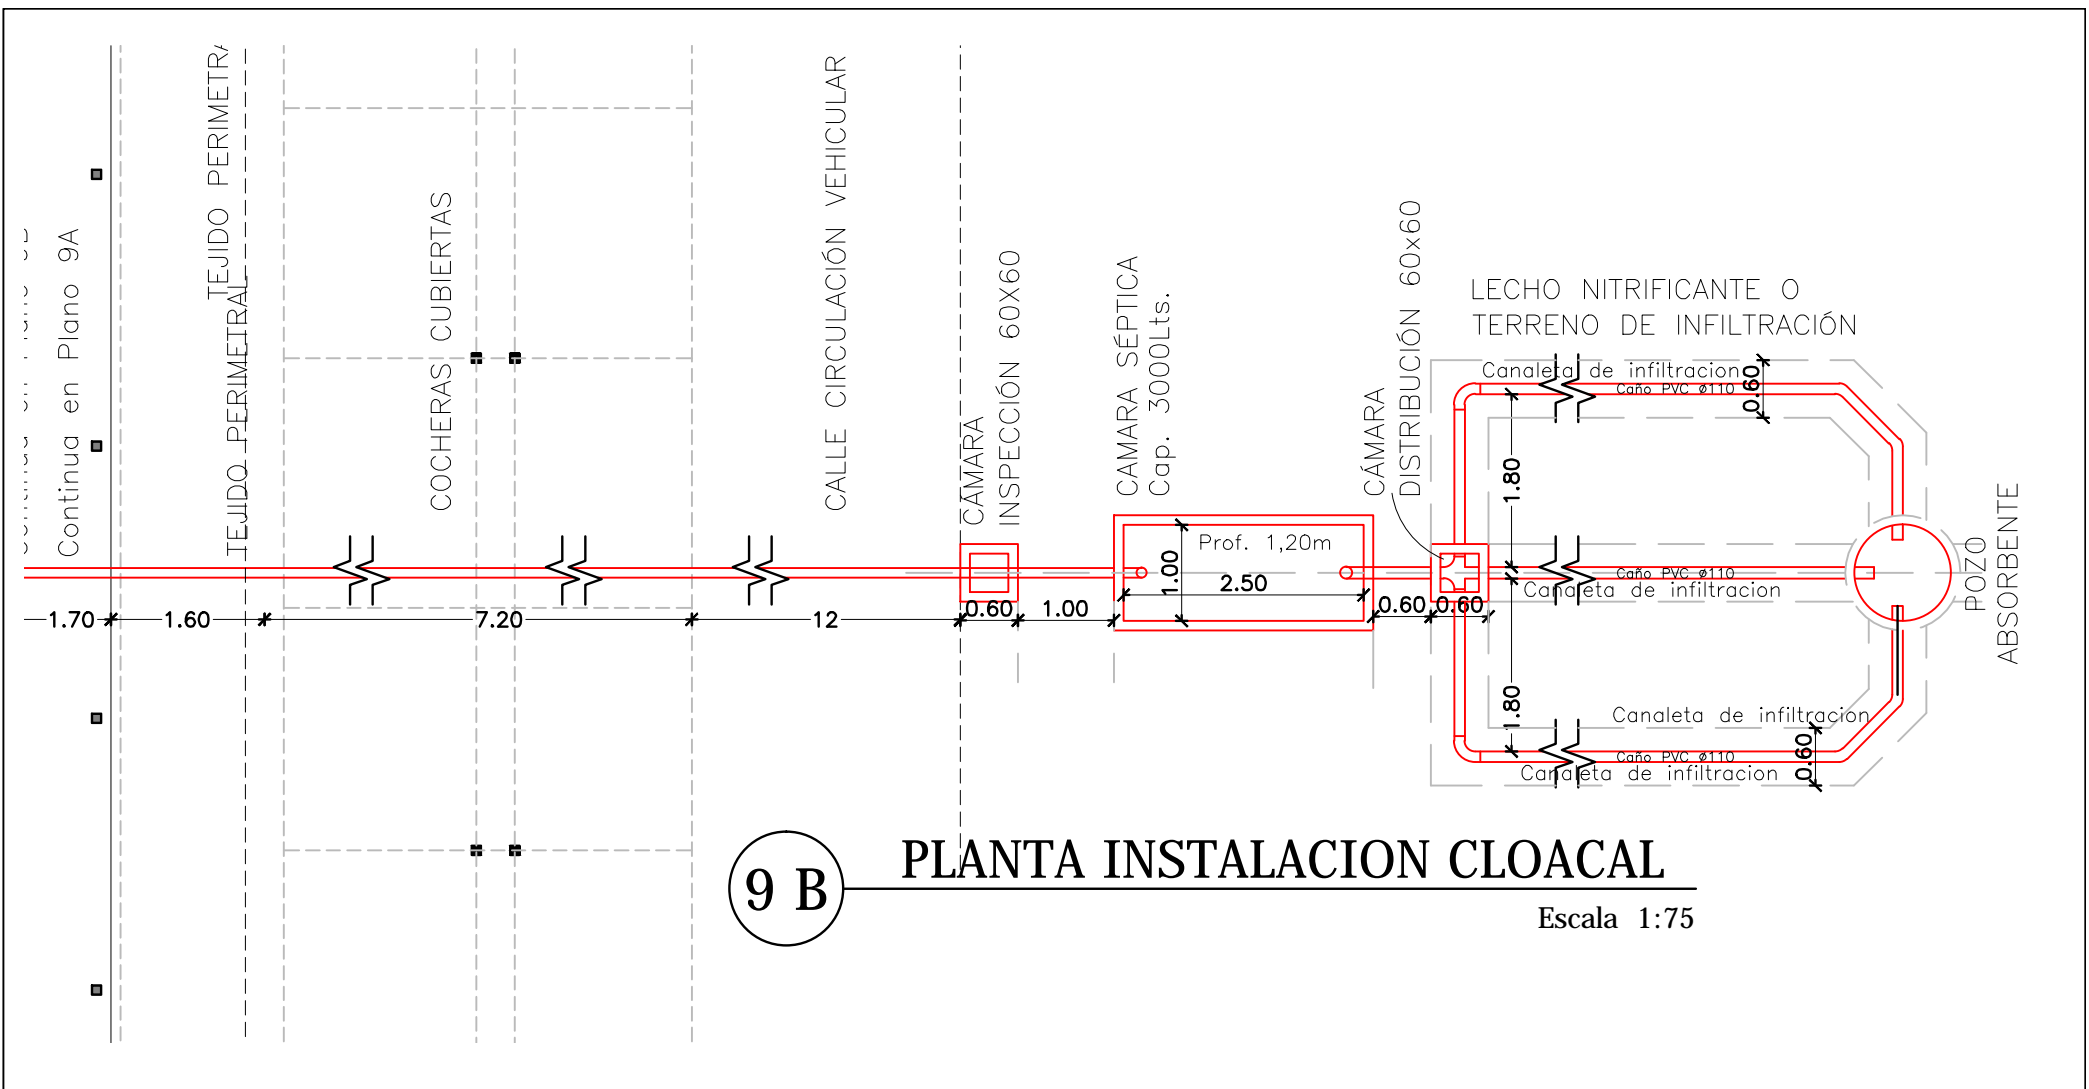 Continua en Plano 9A
TEJIDO PERIMETRA
TEJIDO PERIMETRAL
COCHERAS CUBIERTAS
CALLE CIRCULACIÓN VEHICULAR
CÁMARA
INSPECCIÓN 60X60
CAMARA SÉPTICA
Cap. 3000Lts.
CÁMARA
DISTRIBUCIÓN 60x60
LECHO NITRIFICANTE O
TERRENO DE INFILTRACIÓN
Canaleta de infiltracion
Caño PVC ø110
0.60
1.80
Prof. 1,20m
1.00
2.50
Caño PVC ø110
Canaleta de infiltracion
POZO
ABSORBENTE
1.70
1.60
7.20
12
0.60
1.00
0.60
0.60
1.80
Canaleta de infiltracion
Caño PVC ø110
Canaleta de infiltracion
0.60
9 B
PLANTA INSTALACION CLOACAL
Escala 1:75